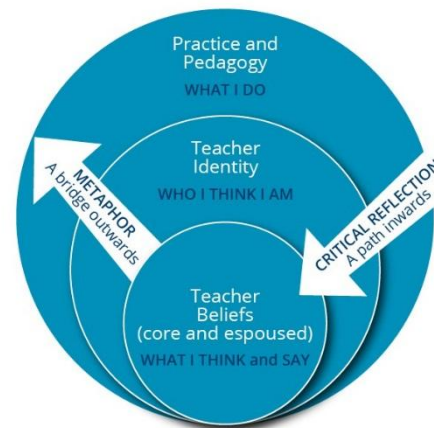 Practice and
Pedagogy
WHAT I DO
Teacher
Identity
WHO I THINK I AM
METAPHOR
A bridge outwards
CRITICAL REFLECTION
A path inwards
Teacher
Beliefs
(core and espoused)
WHAT I THINK and SAY